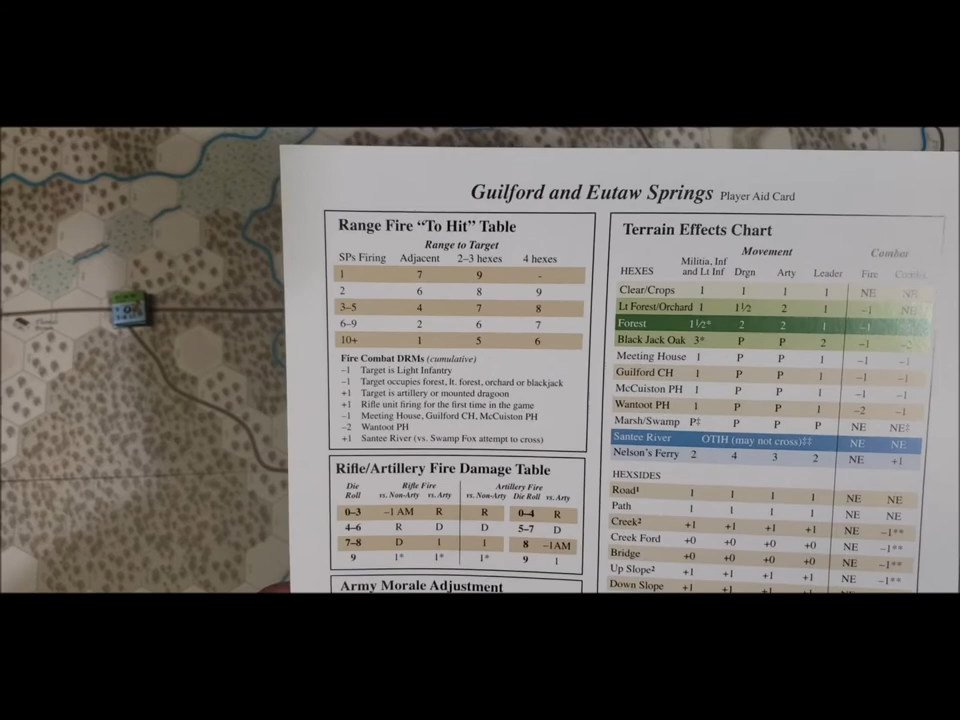 Guilford and Eutaw Springs Player Aid Card
Range Fire “To Hit” Table
Range to Target
SPs Firing Adjacent 2–3 hexes 4 hexes
1 7 9 -
2 6 8 9
3–5 4 7 8
6–9 2 6 7
10+ 1 5 6
Fire Combat DRMs (cumulative)
–1 Target is Light Infantry
–1 Target occupies forest, lt. forest, orchard or blackjack
+1 Target is artillery or mounted dragoon
+1 Rifle unit firing for the first time in the game
–1 Meeting House, Guilford CH, McCuiston PH
–2 Wantoot PH
+1 Santee River (vs. Swamp Fox attempt to cross)
Rifle/Artillery Fire Damage Table
Die Rifle Fire Artillery Fire
Roll vs. Non-Arty vs. Arty vs. Non-Arty Die Roll vs. Arty
0–3 –1 AM R R 0–4 R
4–6 R D D 5–7 D
7–8 D 1 1 8 –1AM
9 1* 1* 1* 9 1
Army Morale Adjustment
Terrain Effects Chart
Movement Combat
Militia, Inf
HEXES and Lt Inf Drgn Arty Leader Fire Combat
Clear/Crops 1 1 1 1 NE NE
Lt Forest/Orchard 1 1½ 2 1 –1 NE
Forest 1½* 2 2 1 –1
Black Jack Oak 3* P P 2 –1 –2
Meeting House 1 P P 1 –1 –1
Guilford CH 1 P P 1 –1 –1
McCuiston PH 1 P P 1 –1 –1
Wantoot PH 1 P P 1 –2 –1
Marsh/Swamp P‡ P P P NE NE‡
Santee River OTIH (may not cross)‡‡ NE NE
Nelson’s Ferry 2 4 3 2 NE +1
HEXSIDES
Road¹ 1 1 1 1 NE NE
Path 1 1 1 1 NE NE
Creek² +1 +1 +1 +1 NE –1**
Creek Ford +0 +0 +0 +0 NE –1**
Bridge +0 +0 +0 +0 NE –1**
Up Slope² +1 +1 +1 +1 NE –1**
Down Slope +1 +1 +1 +1